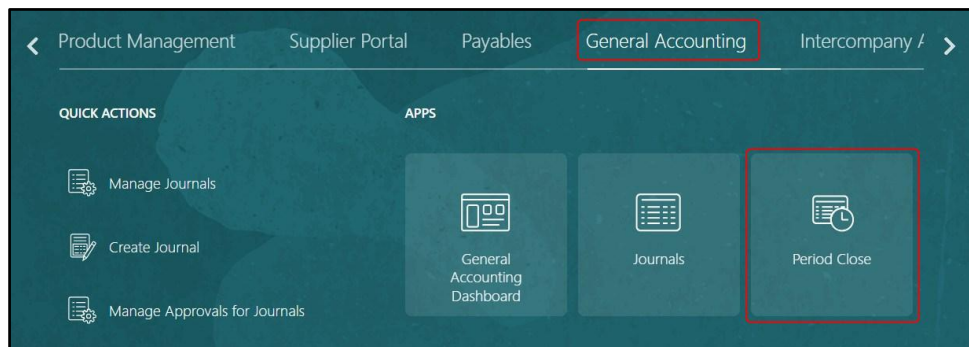 Product Management Supplier Portal Payables General Accounting Intercompany A
QUICK ACTIONS APPS
Manage Journals
Create Journal
Manage Approvals for Journals
General
Accounting
Dashboard
Journals
Period Close